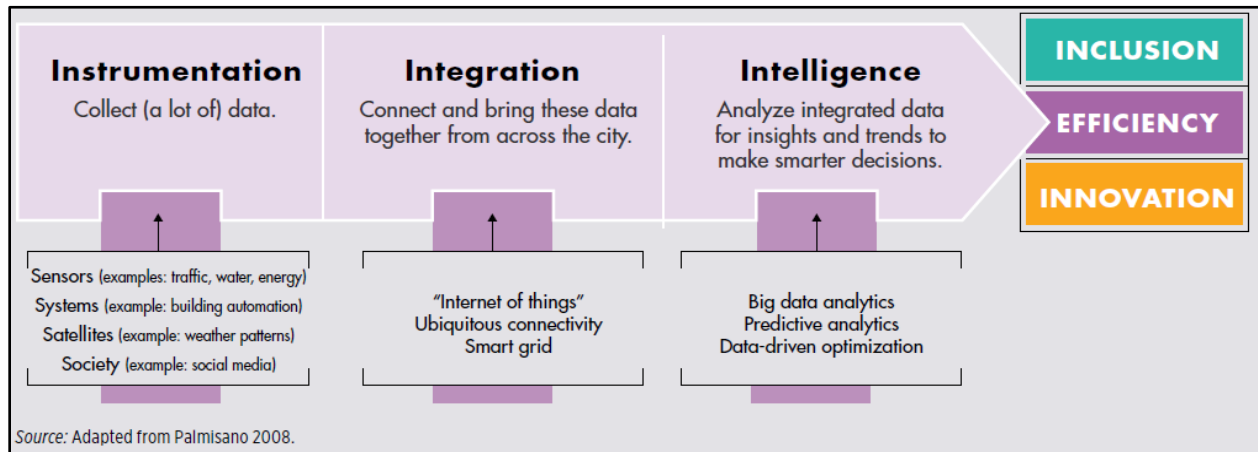 Instrumentation
Collect (a lot of) data.
Integration
Connect and bring these data
together from across the city.
Intelligence
Analyze integrated data
for insights and trends to
make smarter decisions.
INCLUSION
EFFICIENCY
INNOVATION
Sensors (examples: traffic, water, energy)
Systems (example: building automation)
Satellites (example: weather patterns)
Society (example: social media)
“Internet of things”
Ubiquitous connectivity
Smart grid
Big data analytics
Predictive analytics
Data-driven optimization
Source: Adapted from Palmisano 2008.